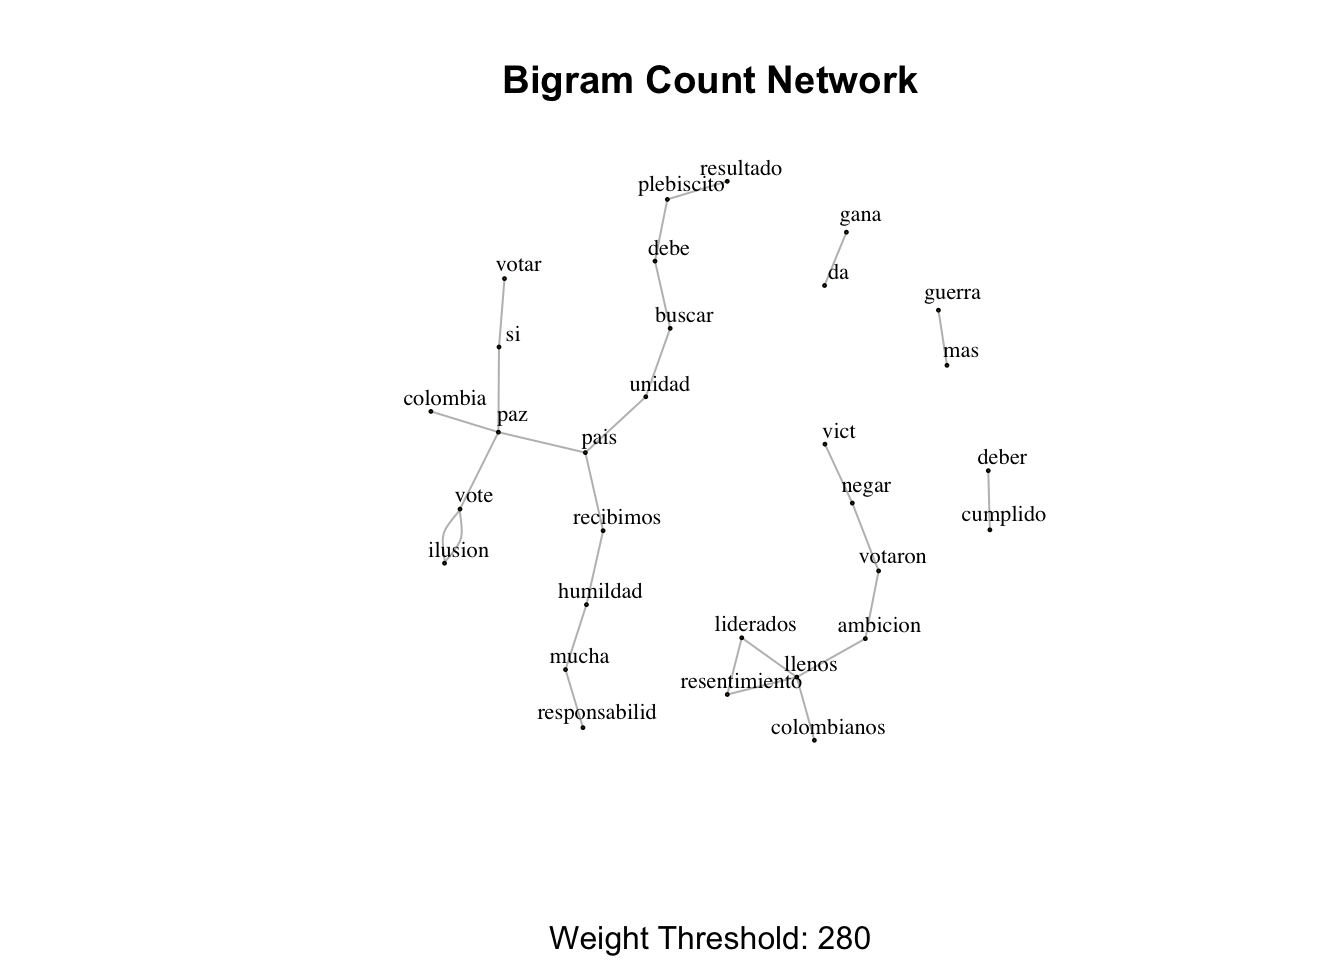 Bigram Count Network
resultado
plebiscito
gana
debe
votar
da
guerra
buscar
si
mas
unidad
colombia
paz
vict
pais
deber
negar
vote
cumplido
recibimos
ilusion
votaron
humildad
liderados
ambicion
mucha
llenos
resentimiento
responsabilid
colombianos
Weight Threshold: 280